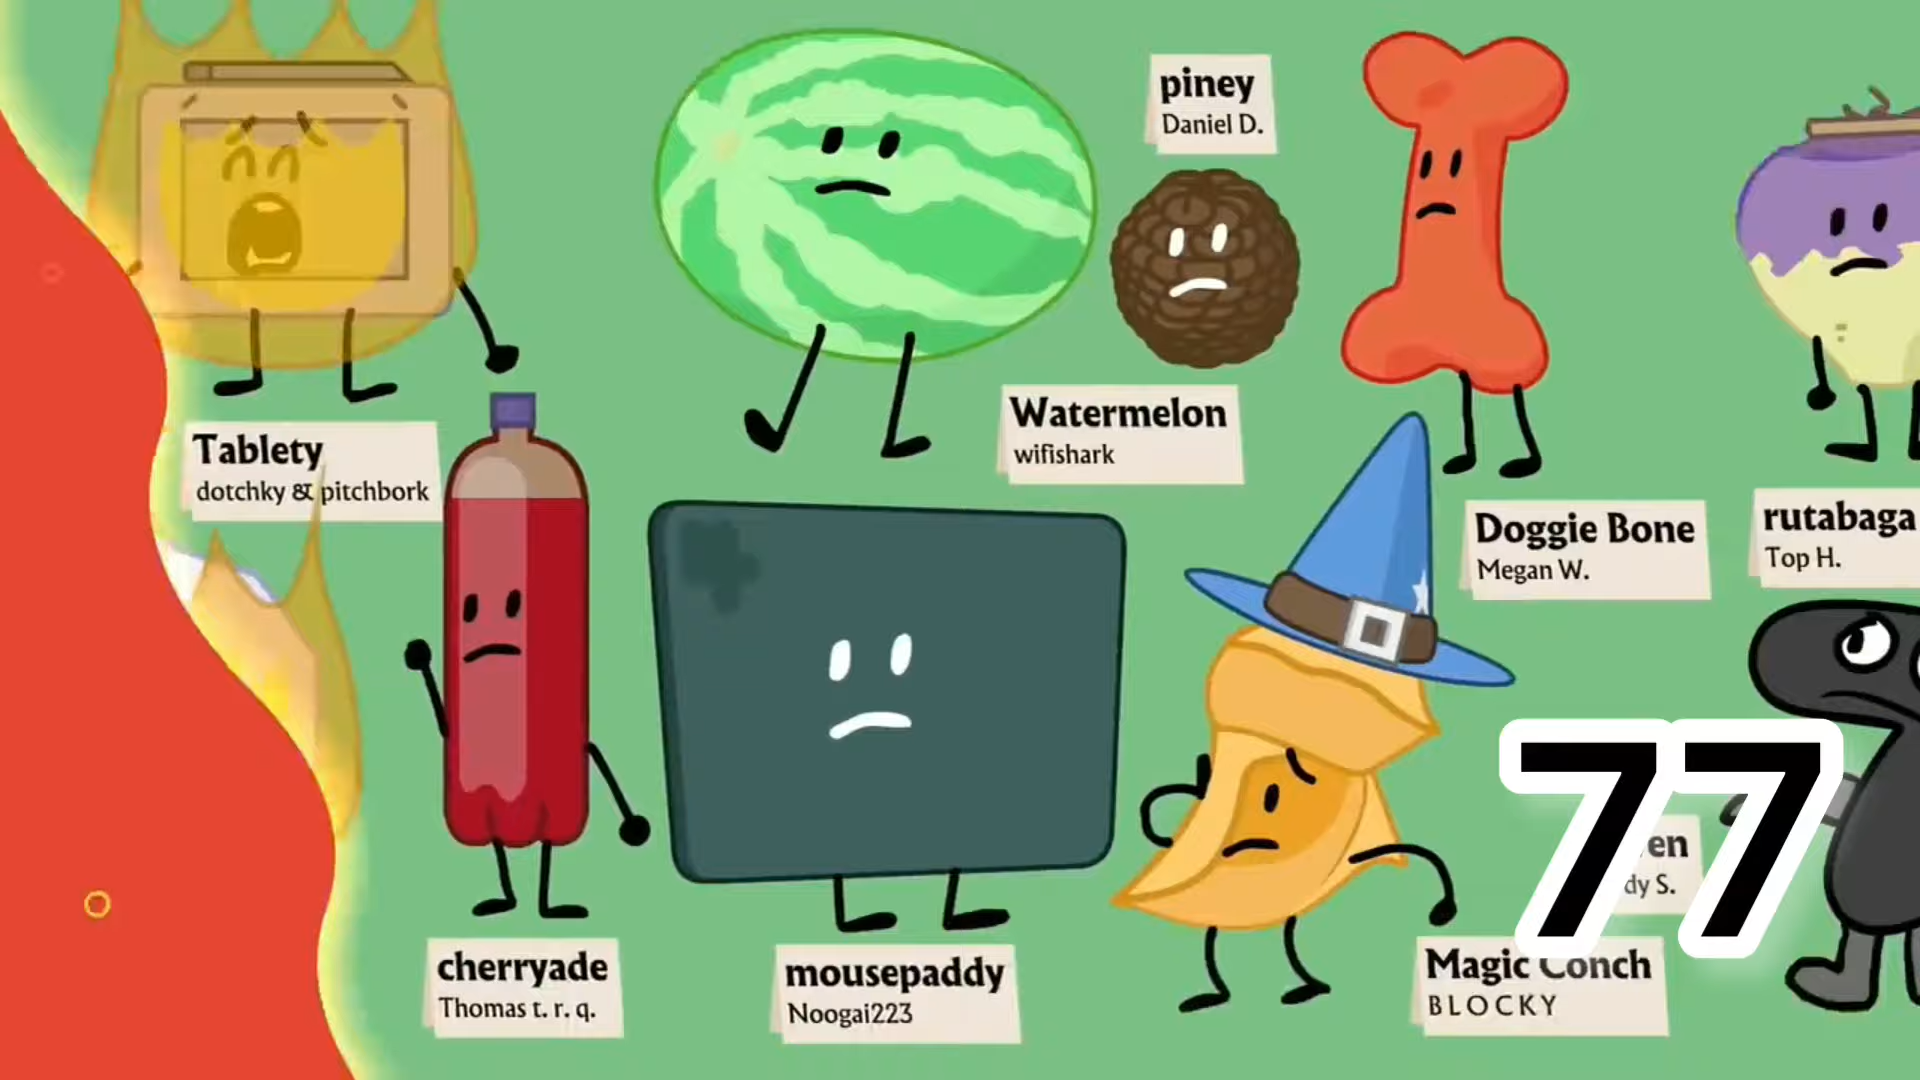 piney
Daniel D.
Watermelon
wifishark
Tablety
dotchky & pitchbork
Doggie Bone
Megan W.
rutabaga
Top H.
77
cherryade
Thomas t. r. q.
mousepaddy
Noogai223
Magic Conch
BLOCKY